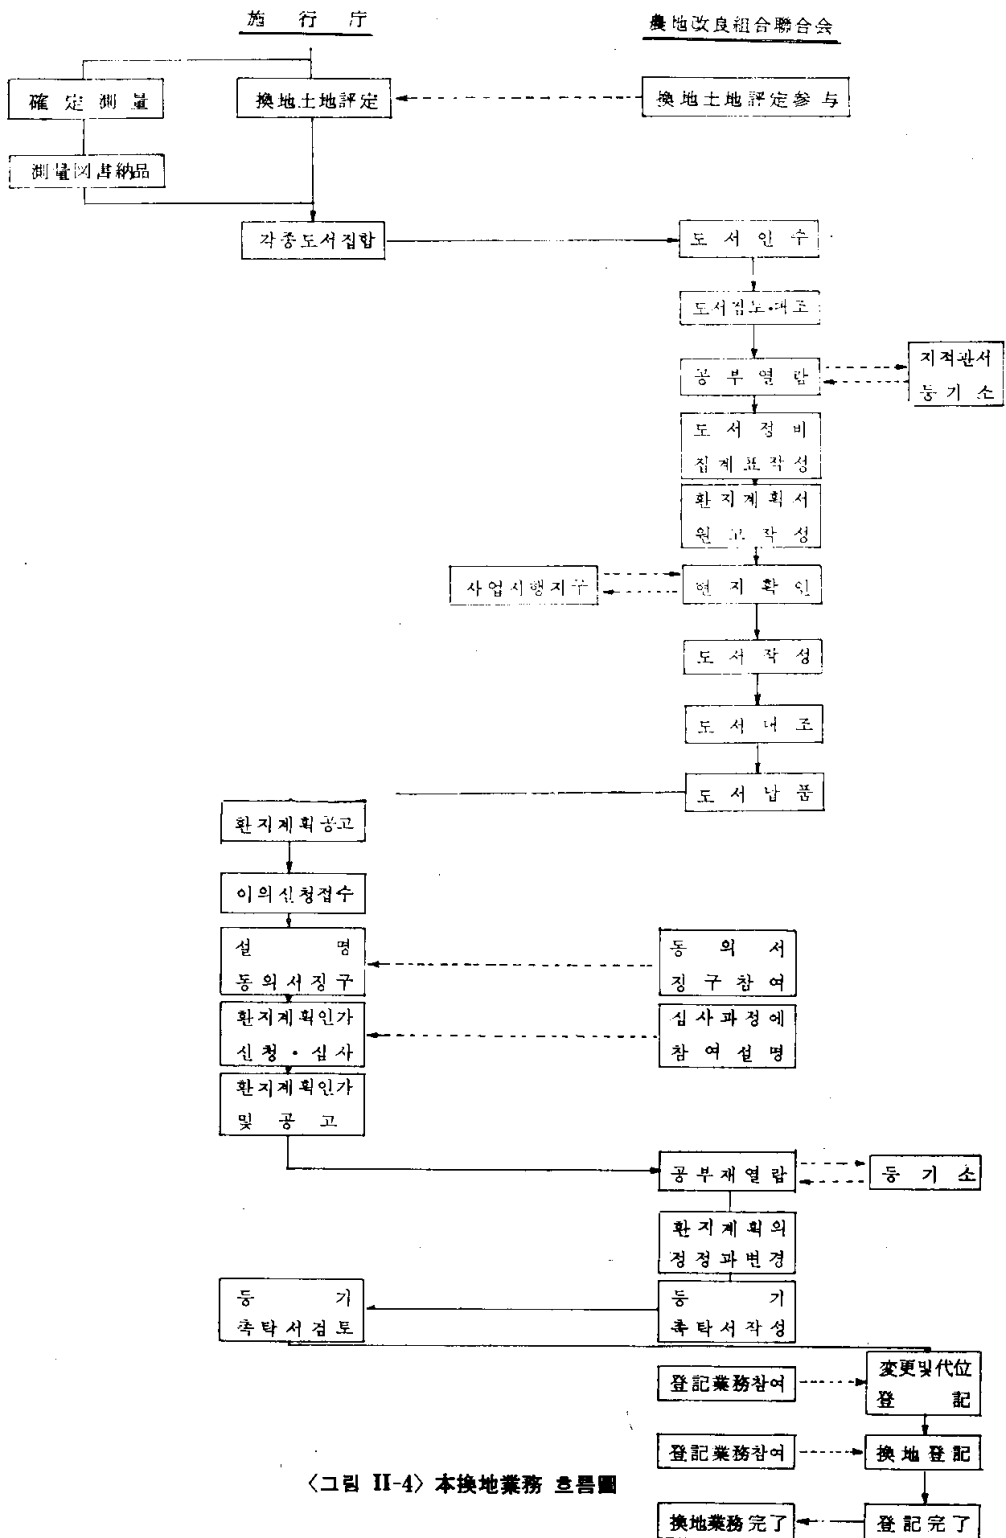 施 行 庁
農地改良組合聯合会
確 定 測 量
換地土地評定
換地土地評定参与
測量図書納品
각종도서집합
도 서 인 수
도서검토·대조
공 부 열 람
지적관서
등 기 소
도 서 정 비
집계표작성
환지계획서
원 고 작 성
사업시행지구
현 지 확 인
도 서 작 성
도 서 대 조
도 서 납 품
환지계획공고
이의신청접수
설 명
동의서징구
동 의 서
징 구 참 여
환지계획인가
신 청 · 심 사
심사과정에
참 여 설 명
환지계획인가
및 공 고
공부재열람
등 기 소
환지계획의
정정과변경
등 기
촉탁서검토
등 기
촉탁서작성
登記業務참여
変更및代位
登 記
登記業務참여
換 地 登 記
〈그림 II-4〉 本換地業務 흐름圖
換地業務完了
登 記 完 了